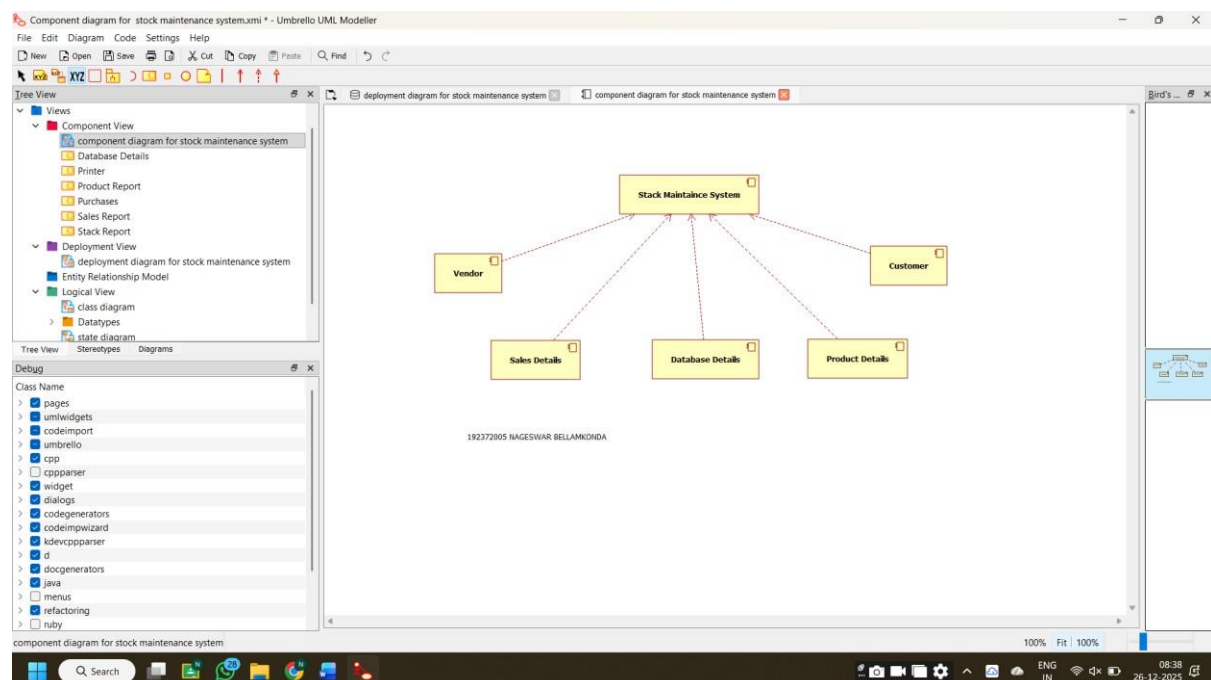 Component diagram for stock maintenance system.xmi * - Umbrello UML Modeller
File Edit Diagram Code Settings Help
New Open Save Cut Copy Paste Find
XYZ
Tree View
deployment diagram for stock maintenance system
component diagram for stock maintenance system
Bird's ...
Views
Component View
component diagram for stock maintenance system
Database Details
Printer
Product Report
Purchases
Sales Report
Stack Report
Deployment View
deployment diagram for stock maintenance system
Entity Relationship Model
Logical View
class diagram
Datatypes
state diagram
Tree View Stereotypes Diagrams
Stack Maintaince System
Vendor
Customer
Sales Details
Database Details
Product Details
192372005 NAGESWAR BELLAMKONDA
Debug
Class Name
pages
umlwidgets
codeimport
umbrello
cpp
cppparser
widget
dialogs
codegenerators
codeimpwizard
kdevcppparser
d
docgenerators
java
menus
refactoring
ruby
component diagram for stock maintenance system
100% Fit 100%
Search
28
ENG
IN
08:38
26-12-2025